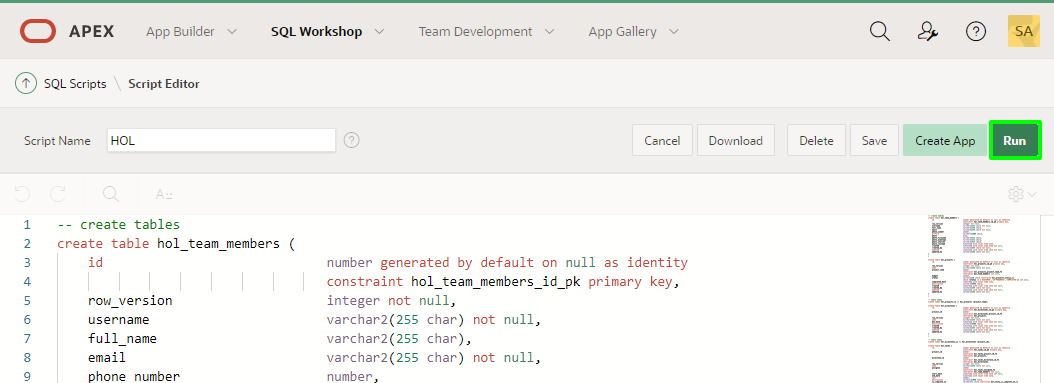 APEX App Builder SQL Workshop Team Development App Gallery SA
SQL Scripts \ Script Editor
Script Name HOL ? Cancel Download Delete Save Create App Run
A
1 -- create tables
2 create table hol_team_members (
3 id number generated by default on null as identity
4 constraint hol_team_members_id_pk primary key,
5 row_version integer not null,
6 username varchar2(255 char) not null,
7 full_name varchar2(255 char),
8 email varchar2(255 char) not null,
9 phone_number number,